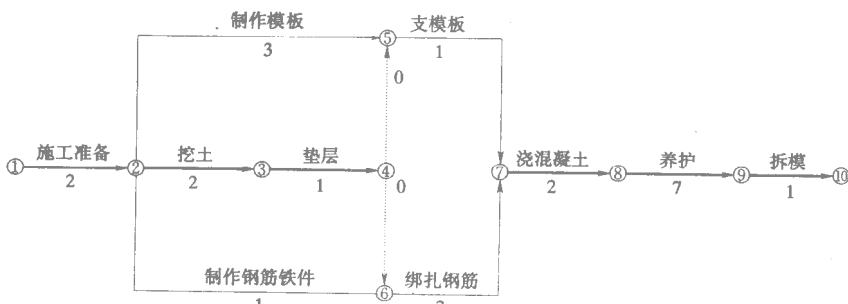 制作模板
⑤
支模板
3
1
0
①
施工准备
2
②
挖土
2
③
垫层
1
④
0
⑦
浇混凝土
2
⑧
养护
7
⑨
拆模
1
⑩
制作钢筋铁件
1
⑥
绑扎钢筋